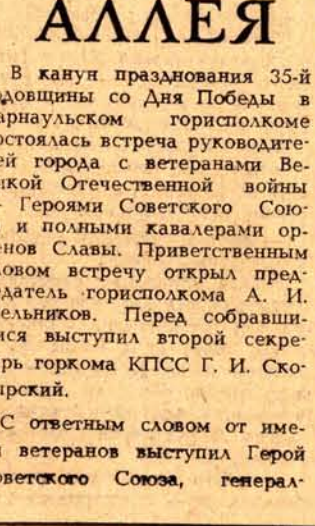 АЛЛЕЯ
В канун празднования 35-й
довщины со Дня Победы в
арнаульском горисполкоме
остоялась встреча руководите-
ей города с ветеранами Ве-
икой Отечественной войны
— Героями Советского Сою-
и полными кавалерами ор-
енов Славы. Приветственным
ловом встречу открыл пред-
едатель горисполкома А. И.
ельников. Перед собравши-
ися выступил второй секре-
рь горкома КПСС Г. И. Ско-
ырский.
С ответным словом от име-
ветеранов выступил Герой
оветского Союза, генерал-